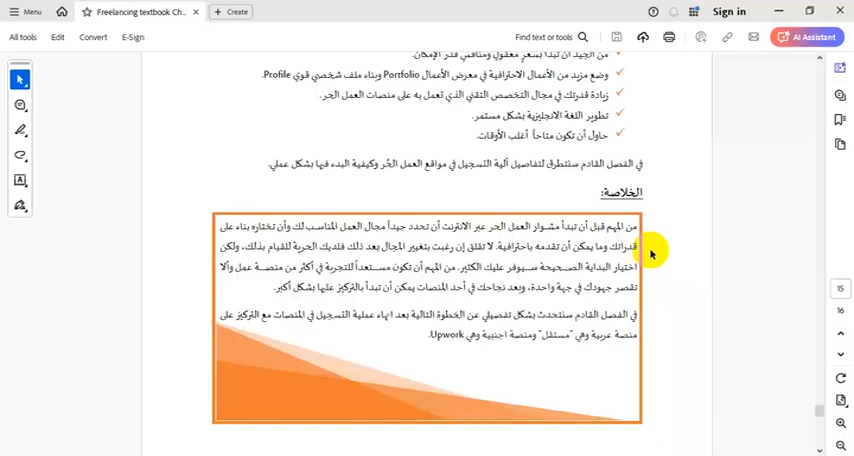 Menu
Freelancing textbook Ch...
Create
Sign in
All tools
Edit
Convert
E-Sign
Find text or tools
AI Assistant
من الجيد أن تبدأ بسعر معقولي ومنافس قدر الإمكان.
وضع مزيد من الأعمال الاحترافية في معرض الأعمال Portfolio وبناء ملف شخصي قوي Profile.
زيادة قدرتك في مجال التخصص التقني الذي تعمل به على منصات العمل الحر.
تطوير اللغة الانجليزية بشكل مستمر.
حاول أن تكون متاحاً أغلب الأوقات.
في الفصل القادم سنتطرق لتفاصيل آلية التسجيل في مواقع العمل الحُر وكيفية البدء فيها بشكل عملي.
الخلاصة:
من المهم قبل أن تبدأ مشوار العمل الحر عبر الانترنت أن تحدد جيداً مجال العمل المناسب لك وأن تختاره بناء على
قدراتك وما يمكن أن تقدمه باحترافية. لا تقلق إن رغبت بتغيير المجال بعد ذلك فلديك الحرية للقيام بذلك، ولكن
اختيار البداية الصحيحة سيوفر عليك الكثير. من المهم أن تكون مستعداً للتجربة في أكثر من منصة عمل وألا
تقصر جهودك في جهة واحدة، وبعد نجاحك في أحد المنصات يمكن أن تبدأ بالتركيز عليها بشكل أكبر.
في الفصل القادم سنتحدث بشكل تفصيلي عن الخطوة التالية بعد انهاء عملية التسجيل في المنصات مع التركيز على
منصة عربية وهي "مستقل" ومنصة اجنبية وهي Upwork.
15
16